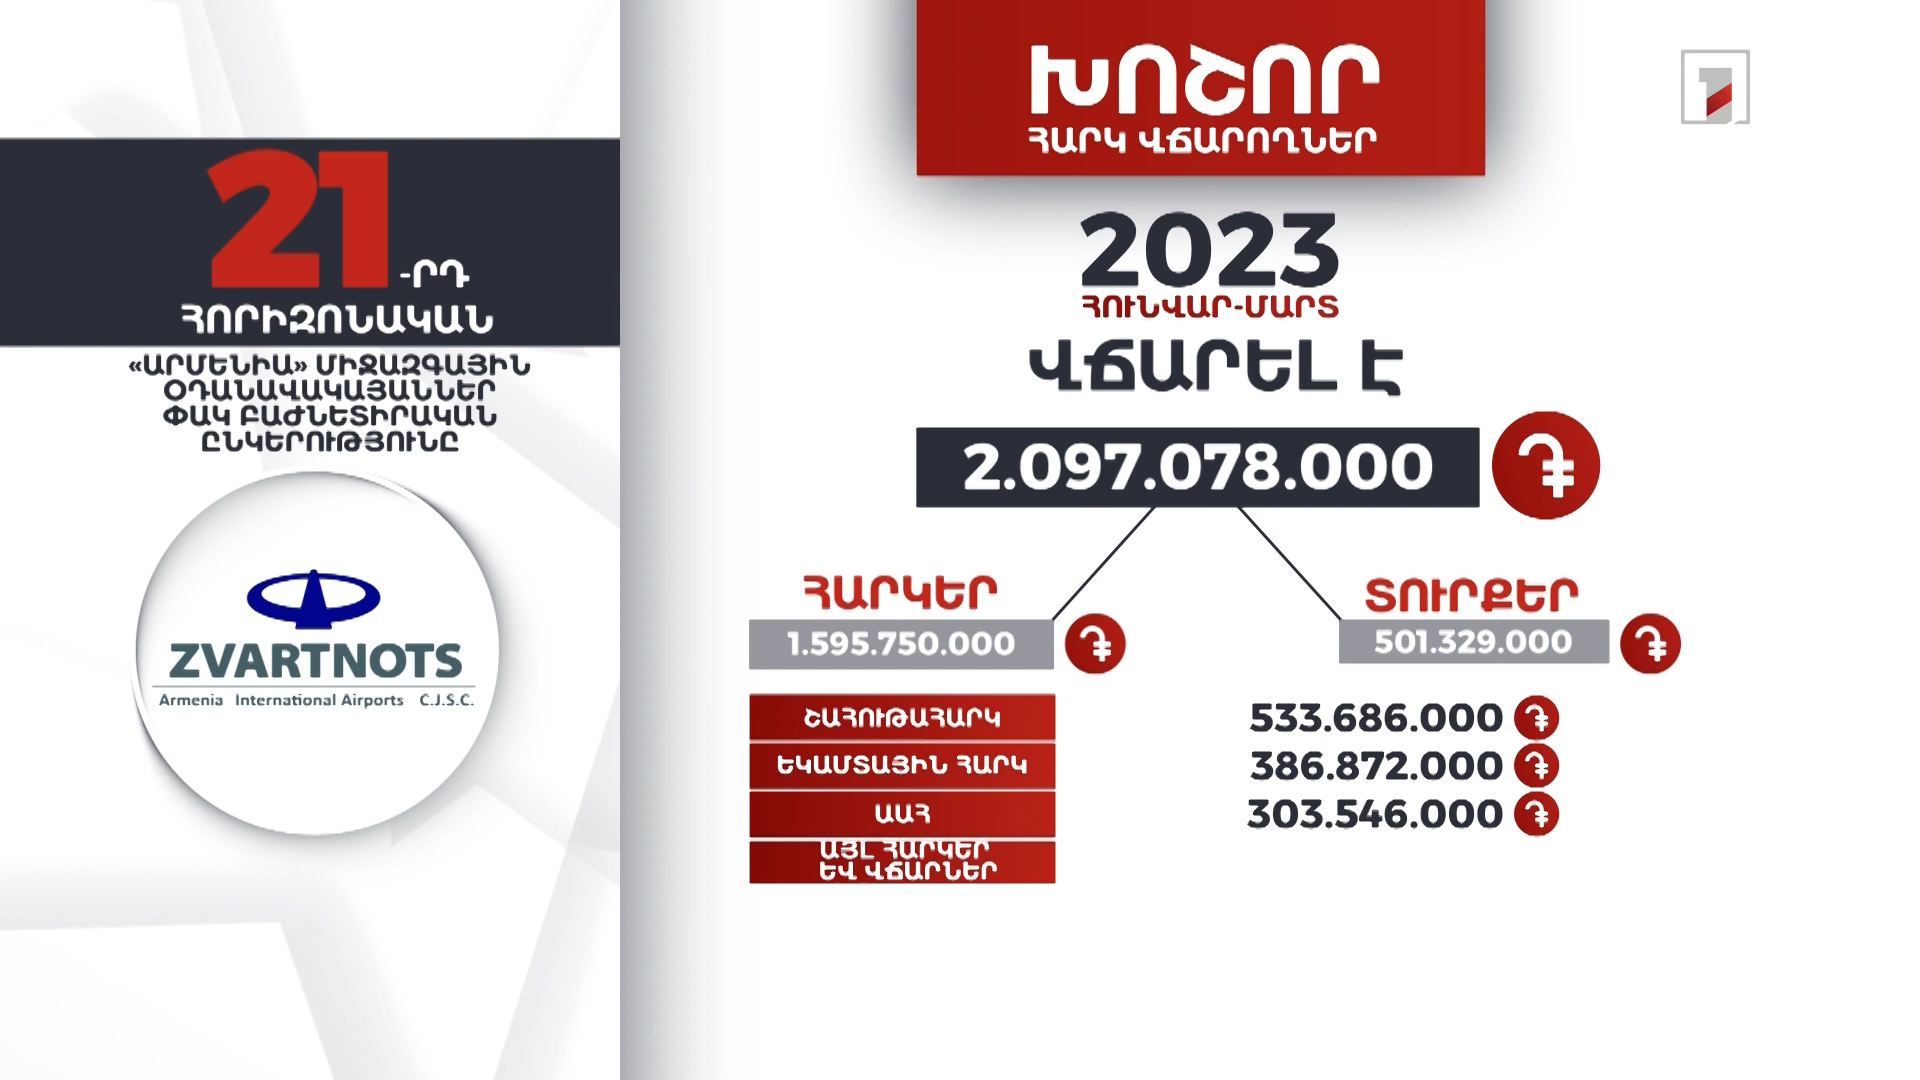 21-ՐԴ
ՀՈՐԻԶՈՆԱԿԱՆ
«ԱՐՄԵՆԻԱ» ՄԻՋԱԶԳԱՅԻՆ
ՕԴԱՆԱՎԱԿԱՅԱՆՆԵՐ
ՓԱԿ ԲԱԺՆԵՏԻՐԱԿԱՆ
ԸՆԿԵՐՈՒԹՅՈՒՆԸ
ZVARTNOTS
Armenia International Airports C.J.S.C.
ԽՈՇՈՐ
ՀԱՐԿ ՎՃԱՐՈՂՆԵՐ
1
2023
ՀՈՒՆՎԱՐ-ՄԱՐՏ
ՎՃԱՐԵԼ Է
2.097.078.000 ֏
ՀԱՐԿԵՐ
1.595.750.000 ֏
ՏՈՒՐՔԵՐ
501.329.000 ֏
ՇԱՀՈՒԹԱՀԱՐԿ 533.686.000 ֏
ԵԿԱՄՏԱՅԻՆ ՀԱՐԿ 386.872.000 ֏
ԱԱՀ 303.546.000 ֏
ԱՅԼ ՀԱՐԿԵՐ
ԵՎ ՎՃԱՐՆԵՐ